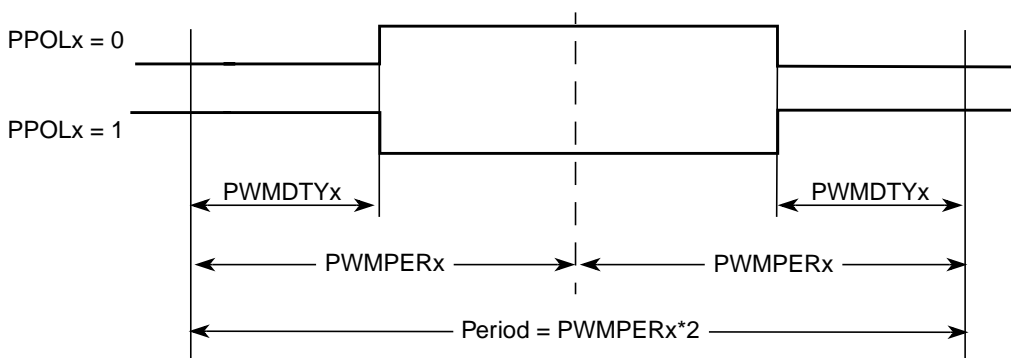 PPOLx = 0
PPOLx = 1
PWMDTYx
PWMDTYx
PWMPERx
PWMPERx
Period = PWMPERx*2